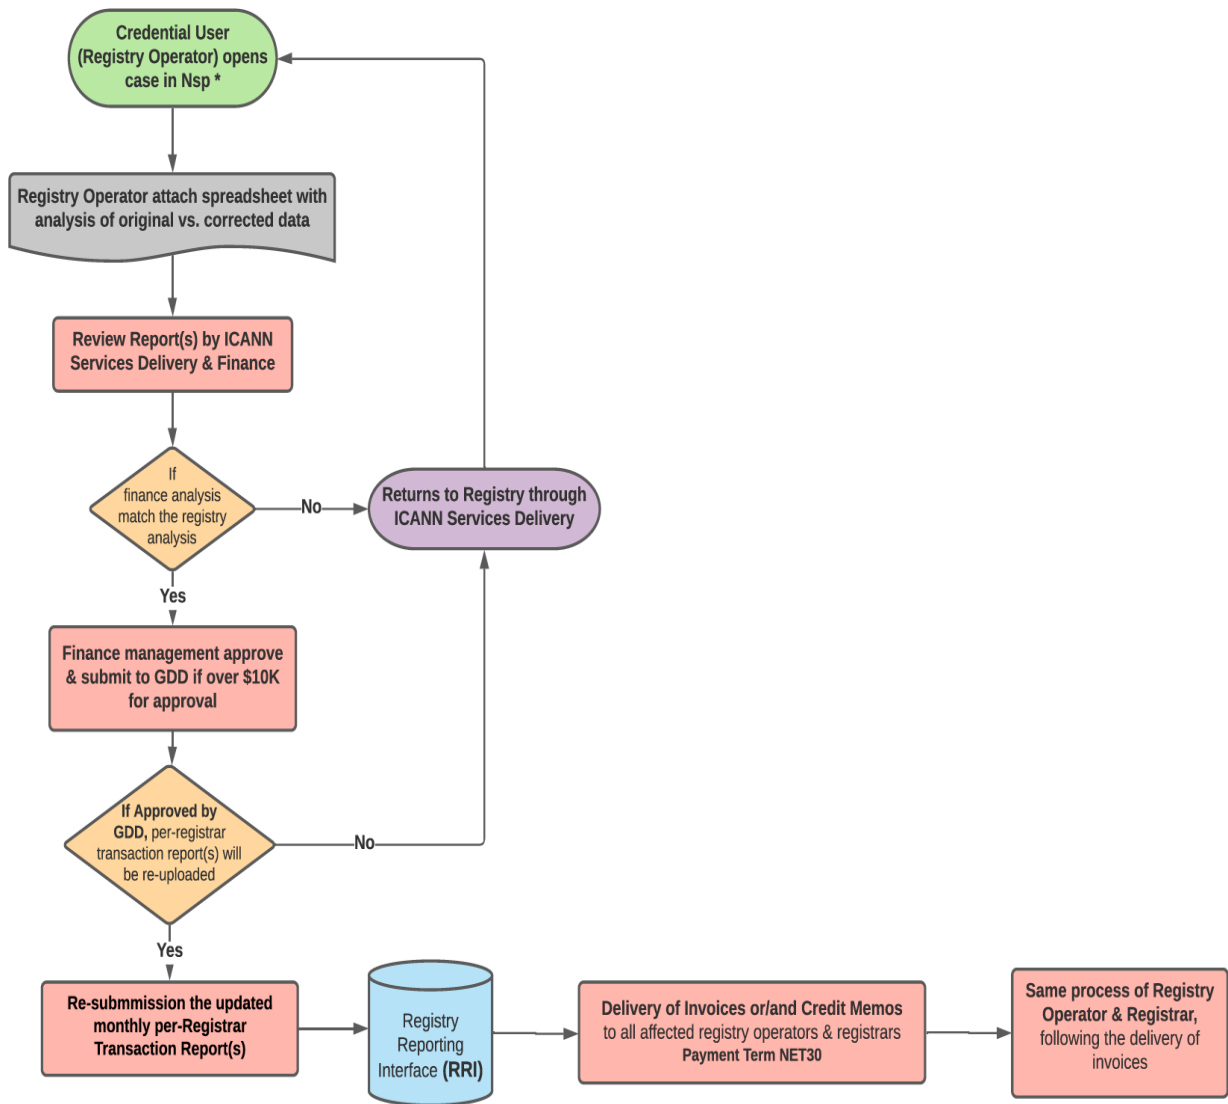 Credential User
(Registry Operator) opens
case in Nsp *
Registry Operator attach spreadsheet with
analysis of original vs. corrected data
Review Report(s) by ICANN
Services Delivery & Finance
If
finance analysis
match the registry
analysis
No
Returns to Registry through
ICANN Services Delivery
Yes
Finance management approve
& submit to GDD if over $10K
for approval
If Approved by
GDD, per-registrar
transaction report(s) will
be re-uploaded
No
Yes
Re-submmission the updated
monthly per-Registrar
Transaction Report(s)
Registry
Reporting
Interface (RRI)
Delivery of Invoices or/and Credit Memos
to all affected registry operators & registrars
Payment Term NET30
Same process of Registry
Operator & Registrar,
following the delivery of
invoices